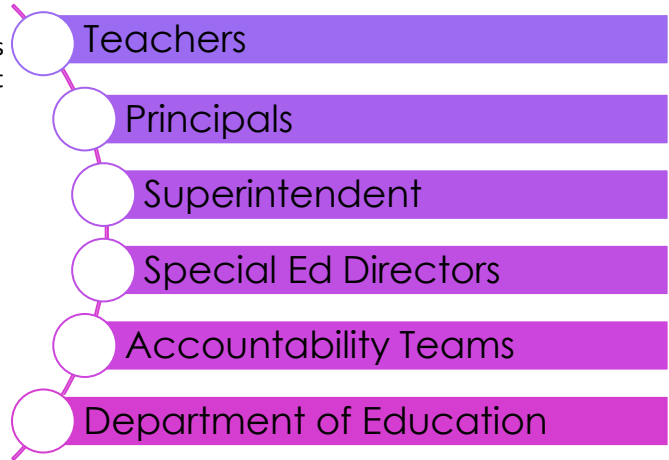 Teachers
Principals
Superintendent
Special Ed Directors
Accountability Teams
Department of Education